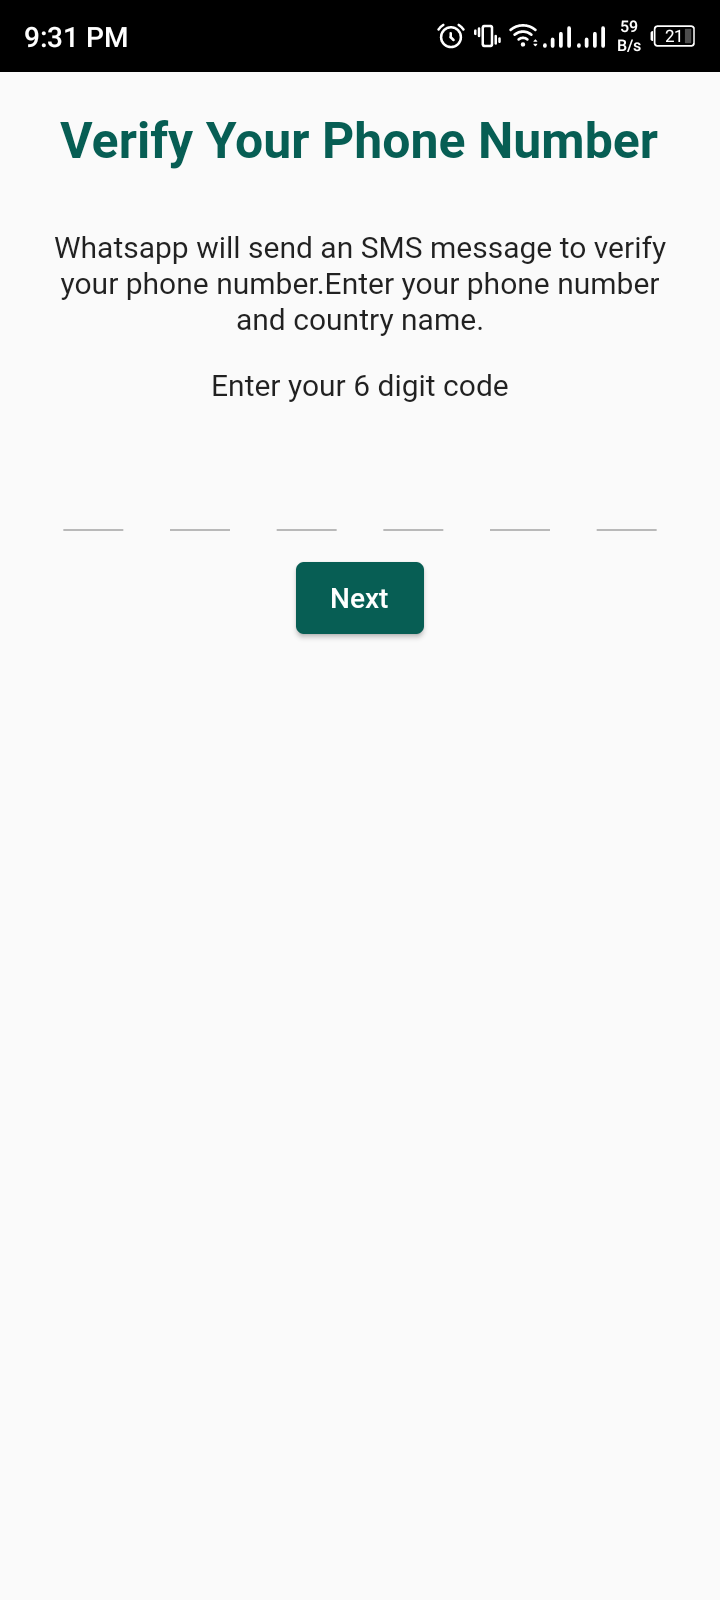 9:31 PM
59
B/s
21
Verify Your Phone Number
Whatsapp will send an SMS message to verify
your phone number.Enter your phone number
and country name.
Enter your 6 digit code
Next